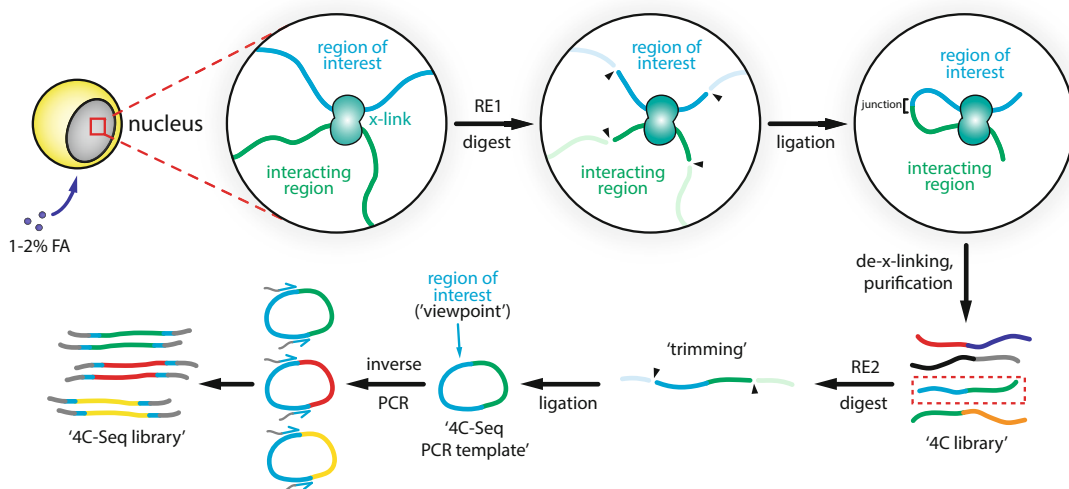 nucleus
1-2% FA
region of
interest
x-link
interacting
region
RE1
digest
region of
interest
interacting
region
ligation
region of
interest
junction
interacting
region
de-x-linking,
purification
'4C library'
RE2
digest
'trimming'
ligation
region of
interest
('viewpoint')
'4C-Seq
PCR template'
inverse
PCR
'4C-Seq library'